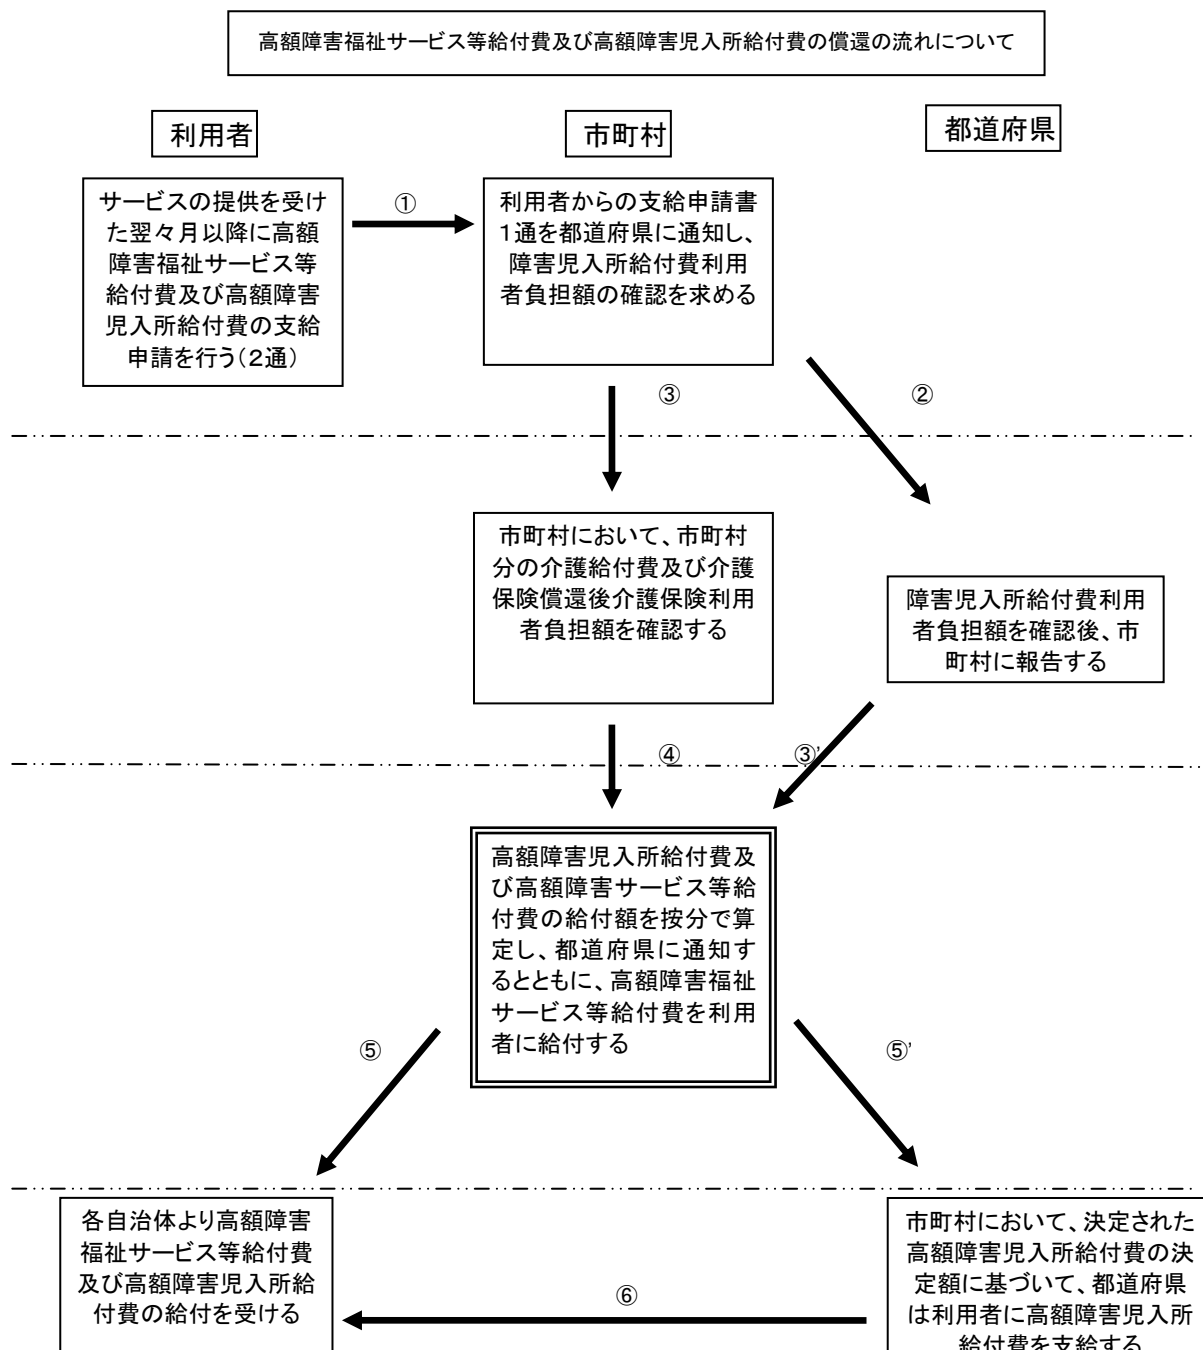 高額障害福祉サービス等給付費及び高額障害児入所給付費の償還の流れについて
利用者
市町村
都道府県
サービスの提供を受け
た翌々月以降に高額
障害福祉サービス等
給付費及び高額障害
児入所給付費の支給
申請を行う(2通)
①
利用者からの支給申請書
1通を都道府県に通知し、
障害児入所給付費利用
者負担額の確認を求める
③
②
市町村において、市町村
分の介護給付費及び介護
保険償還後介護保険利用
者負担額を確認する
障害児入所給付費利用
者負担額を確認後、市
町村に報告する
④
③'
高額障害児入所給付費及
び高額障害サービス等給
付費の給付額を按分で算
定し、都道府県に通知す
るとともに、高額障害福祉
サービス等給付費を利用
者に給付する
⑤
⑤'
各自治体より高額障害
福祉サービス等給付費
及び高額障害児入所給
付費の給付を受ける
⑥
市町村において、決定された
高額障害児入所給付費の決
定額に基づいて、都道府県
は利用者に高額障害児入所
給付費を支給する